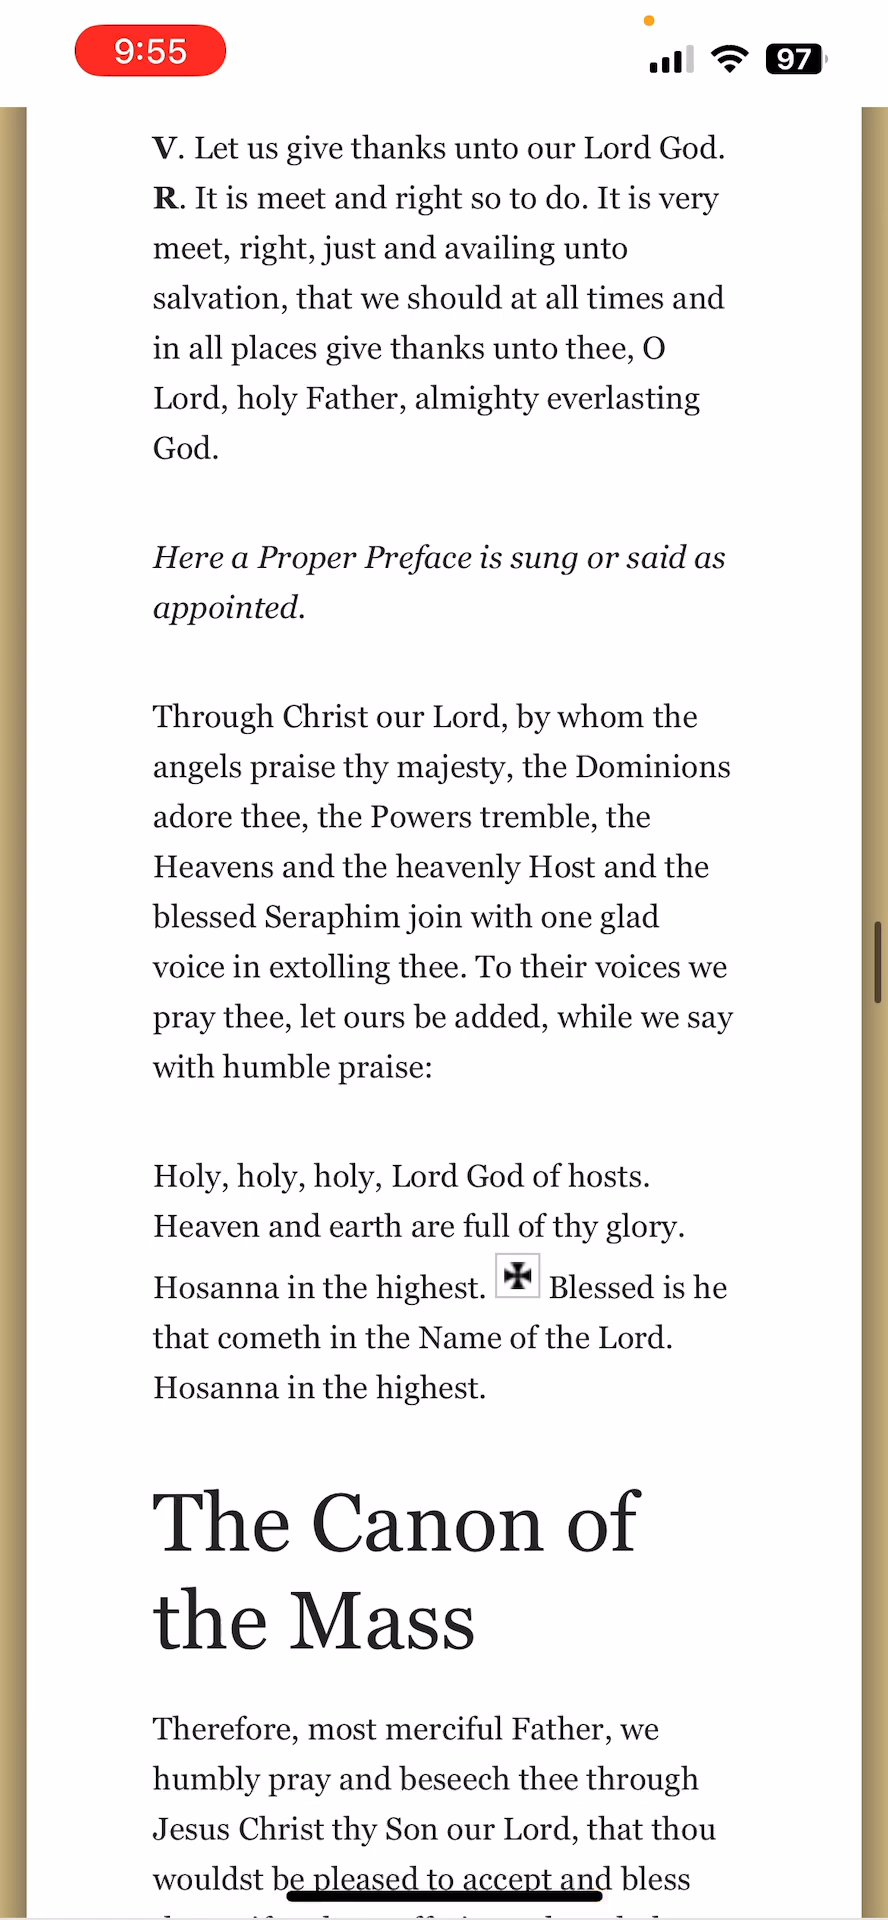 9:55
97
V. Let us give thanks unto our Lord God.
R. It is meet and right so to do. It is very
meet, right, just and availing unto
salvation, that we should at all times and
in all places give thanks unto thee, O
Lord, holy Father, almighty everlasting
God.
Here a Proper Preface is sung or said as
appointed.
Through Christ our Lord, by whom the
angels praise thy majesty, the Dominions
adore thee, the Powers tremble, the
Heavens and the heavenly Host and the
blessed Seraphim join with one glad
voice in extolling thee. To their voices we
pray thee, let ours be added, while we say
with humble praise:
Holy, holy, holy, Lord God of hosts.
Heaven and earth are full of thy glory.
Hosanna in the highest. ✠ Blessed is he
that cometh in the Name of the Lord.
Hosanna in the highest.
The Canon of
the Mass
Therefore, most merciful Father, we
humbly pray and beseech thee through
Jesus Christ thy Son our Lord, that thou
wouldst be pleased to accept and bless